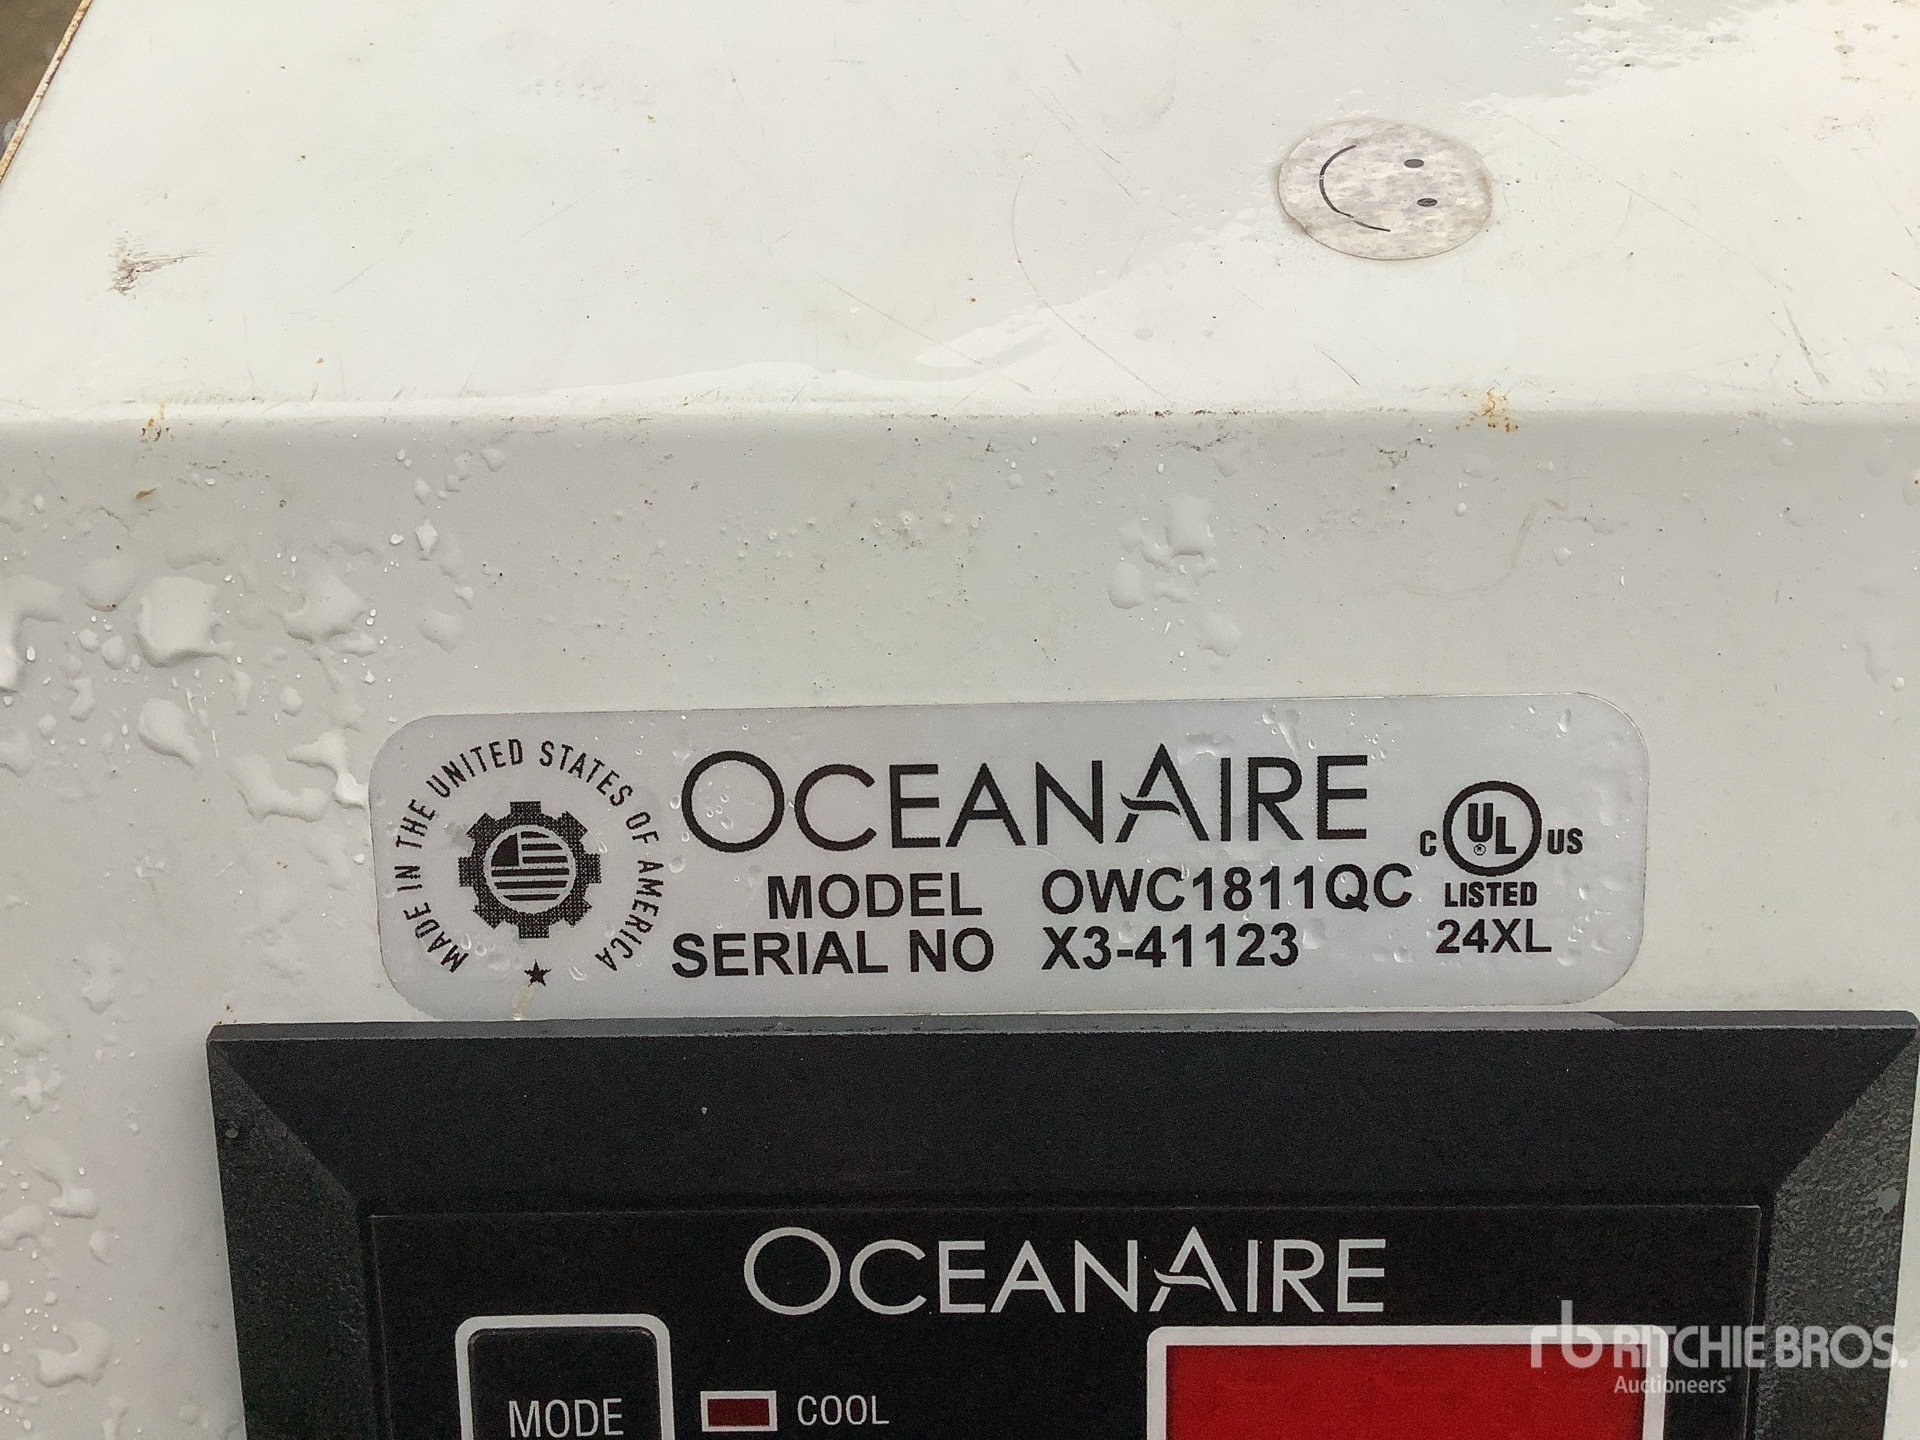 MADE IN THE UNITED STATES OF AMERICA
OCEANAIRE
MODEL OWC1811QC
SERIAL NO X3-41123
C UL® US
LISTED
24XL
OCEANAIRE
MODE
COOL
rb RITCHIE BROS.
Auctioneers®